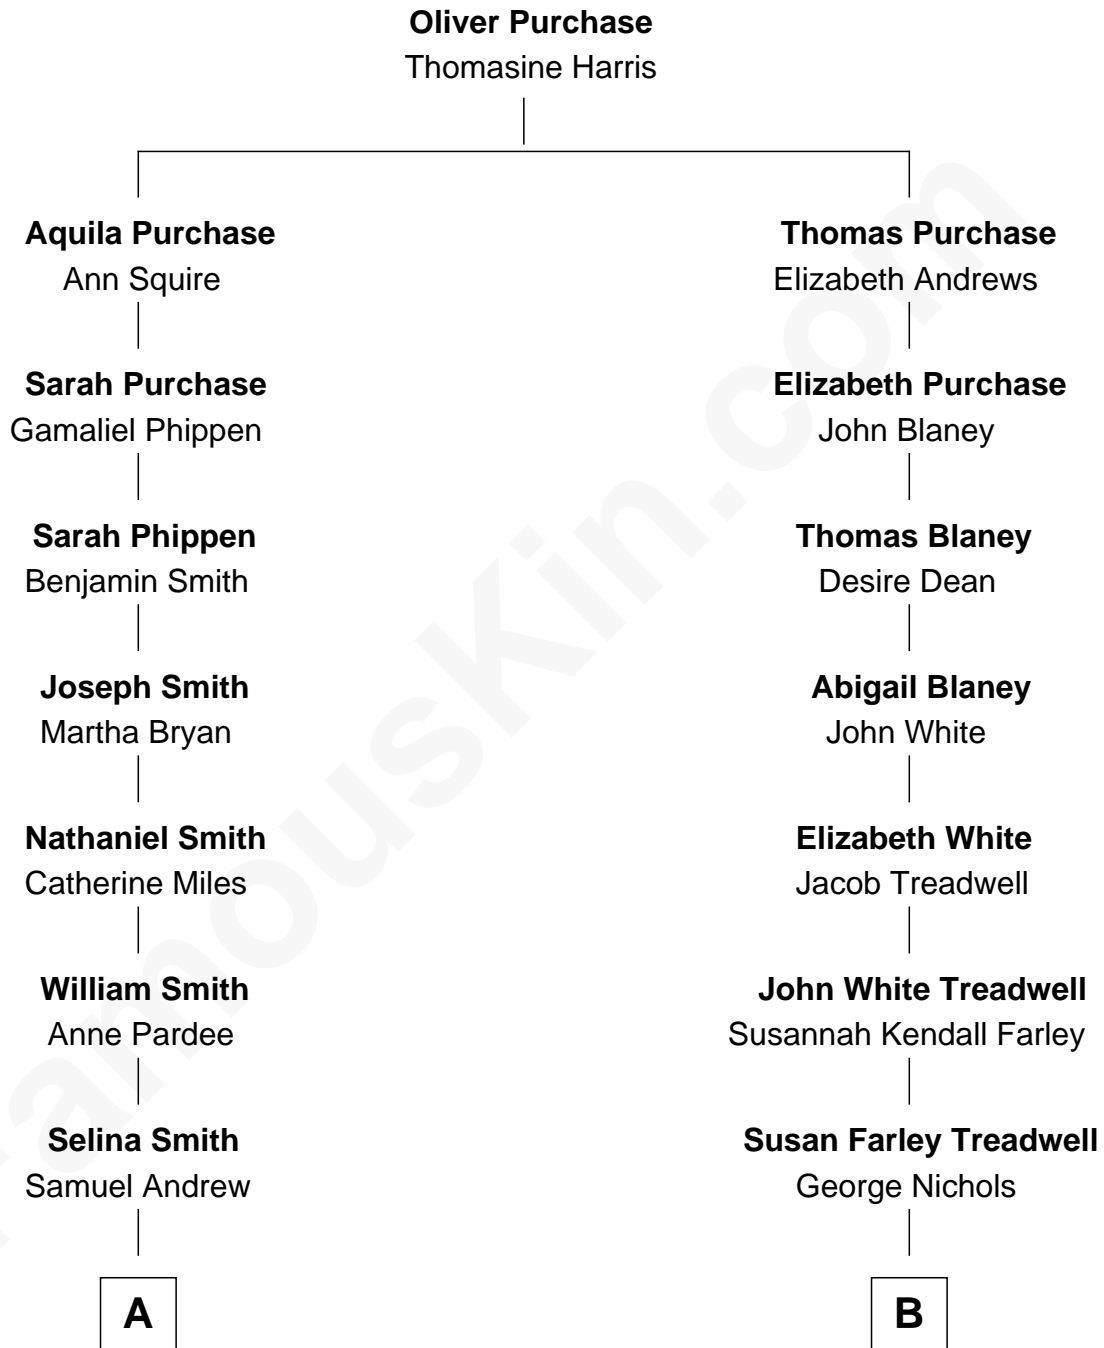 Oliver Purchase
Thomasine Harris
Aquila Purchase
Ann Squire
Thomas Purchase
Elizabeth Andrews
Sarah Purchase
Gamaliel Phippen
Elizabeth Purchase
John Blaney
Sarah Phippen
Benjamin Smith
Thomas Blaney
Desire Dean
Joseph Smith
Martha Bryan
Abigail Blaney
John White
Nathaniel Smith
Catherine Miles
Elizabeth White
Jacob Treadwell
William Smith
Anne Pardee
John White Treadwell
Susannah Kendall Farley
Selina Smith
Samuel Andrew
Susan Farley Treadwell
George Nichols
A
B
FamousKin.com